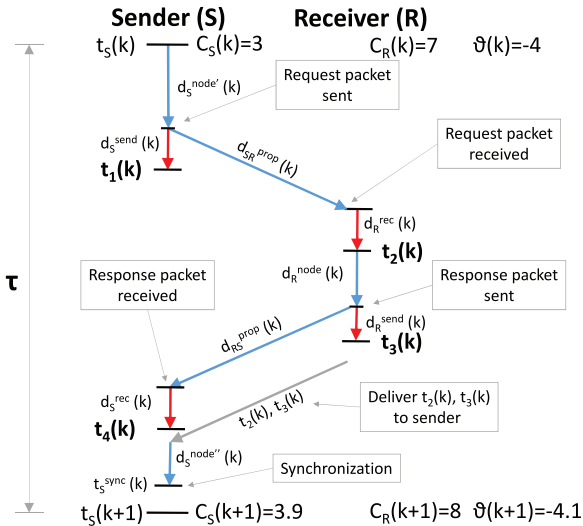 Sender (S) Receiver (R)
t_S(k) C_S(k)=3 C_R(k)=7 ϑ(k)=-4
d_S^node′ (k)
Request packet
sent
d_S^send (k)
t_1(k)
d_SR^prop (k)
Request packet
received
d_R^rec (k)
t_2(k)
τ
Response packet
received
d_R^node (k)
Response packet
sent
d_RS^prop (k)
d_R^send (k)
t_3(k)
d_S^rec (k)
t_4(k)
t_2(k), t_3(k)
Deliver t_2(k), t_3(k)
to sender
d_S^node″ (k)
Synchronization
t_S^sync (k)
t_S(k+1) C_S(k+1)=3.9 C_R(k+1)=8 ϑ(k+1)=-4.1